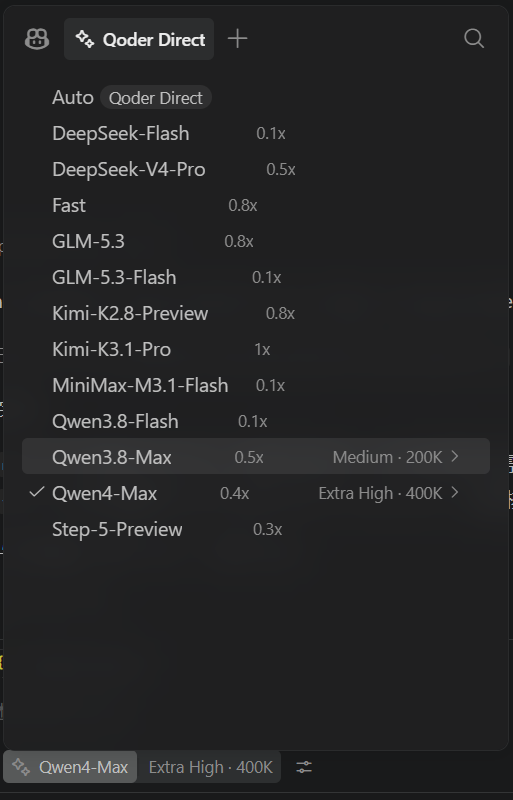 Qoder Direct
Auto Qoder Direct
DeepSeek-Flash 0.1x
DeepSeek-V4-Pro 0.5x
Fast 0.8x
GLM-5.3 0.8x
GLM-5.3-Flash 0.1x
Kimi-K2.8-Preview 0.8x
Kimi-K3.1-Pro 1x
MiniMax-M3.1-Flash 0.1x
Qwen3.8-Flash 0.1x
Qwen3.8-Max 0.5x Medium · 200K
Qwen4-Max 0.4x Extra High · 400K
Step-5-Preview 0.3x
Qwen4-Max Extra High · 400K